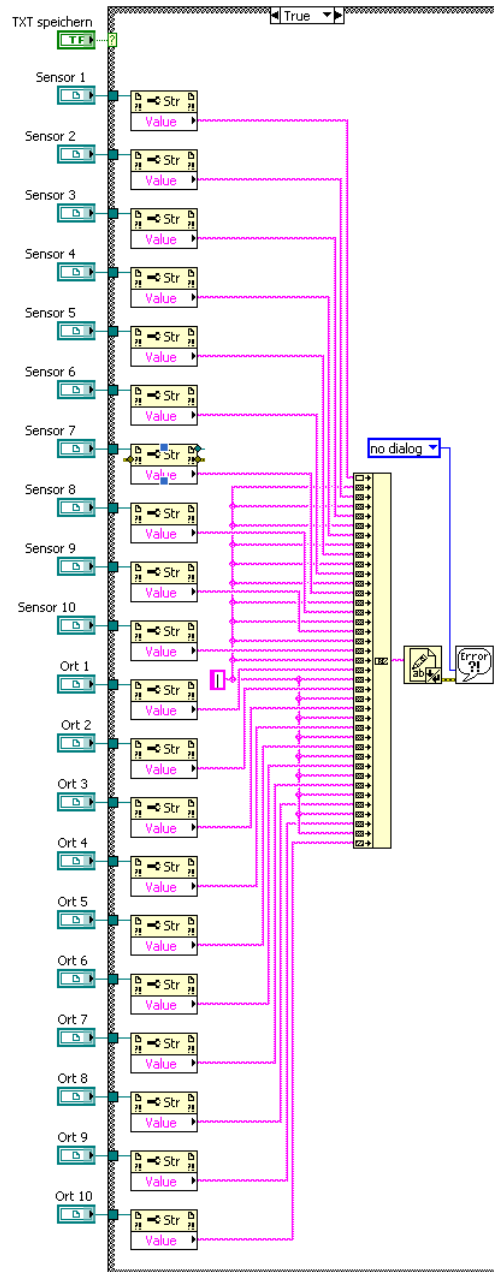 True
TXT speichern
TF
?
Sensor 1
Str
Value
Sensor 2
Str
Value
Sensor 3
Str
Value
Sensor 4
Str
Value
Sensor 5
Str
Value
Sensor 6
Str
Value
Sensor 7
Str
Value
no dialog
Sensor 8
Str
Value
Sensor 9
Str
Value
Sensor 10
Str
Value
Error
?!
ab
Ort 1
|
Str
Value
Ort 2
Str
Value
Ort 3
Str
Value
Ort 4
Str
Value
Ort 5
Str
Value
Ort 6
Str
Value
Ort 7
Str
Value
Ort 8
Str
Value
Ort 9
Str
Value
Ort 10
Str
Value